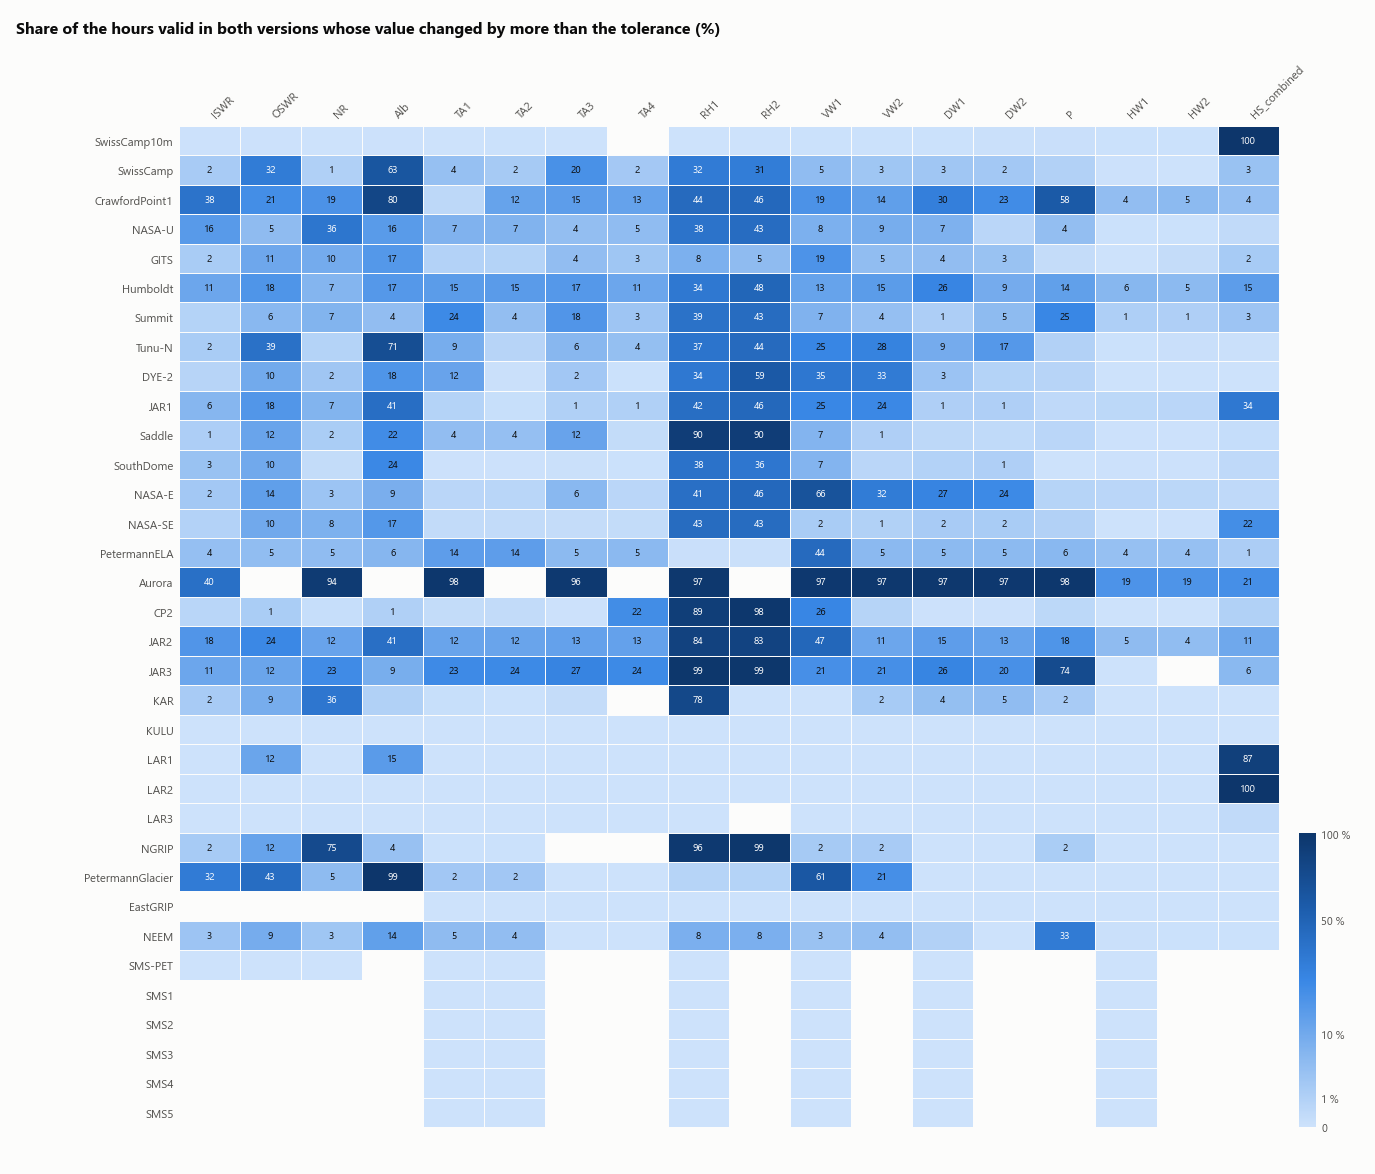 Share of the hours valid in both versions whose value changed by more than the tolerance (%)
ISWR OSWR NR Alb TA1 TA2 TA3 TA4 RH1 RH2 VW1 VW2 DW1 DW2 P HW1 HW2 HS_combined
SwissCamp10m 100
SwissCamp 2 32 1 63 4 2 20 2 32 31 5 3 3 2 3
CrawfordPoint1 38 21 19 80 12 15 13 44 46 19 14 30 23 58 4 5 4
NASA-U 16 5 36 16 7 7 4 5 38 43 8 9 7 4
GITS 2 11 10 17 4 3 8 5 19 5 4 3 2
Humboldt 11 18 7 17 15 15 17 11 34 48 13 15 26 9 14 6 5 15
Summit 6 7 4 24 4 18 3 39 43 7 4 1 5 25 1 1 3
Tunu-N 2 39 71 9 6 4 37 44 25 28 9 17
DYE-2 10 2 18 12 2 34 59 35 33 3
JAR1 6 18 7 41 1 1 42 46 25 24 1 1 34
Saddle 1 12 2 22 4 4 12 90 90 7 1
SouthDome 3 10 24 38 36 7 1
NASA-E 2 14 3 9 6 41 46 66 32 27 24
NASA-SE 10 8 17 43 43 2 1 2 2 22
PetermannELA 4 5 5 6 14 14 5 5 44 5 5 5 6 4 4 1
Aurora 40 94 98 96 97 97 97 97 97 98 19 19 21
CP2 1 1 22 89 98 26
JAR2 18 24 12 41 12 12 13 13 84 83 47 11 15 13 18 5 4 11
JAR3 11 12 23 9 23 24 27 24 99 99 21 21 26 20 74 6
KAR 2 9 36 78 2 4 5 2
KULU
LAR1 12 15 87
LAR2 100
LAR3
NGRIP 2 12 75 4 96 99 2 2 2
PetermannGlacier 32 43 5 99 2 2 61 21
EastGRIP
NEEM 3 9 3 14 5 4 8 8 3 4 33
SMS-PET
SMS1
SMS2
SMS3
SMS4
SMS5
100 %
50 %
10 %
1 %
0